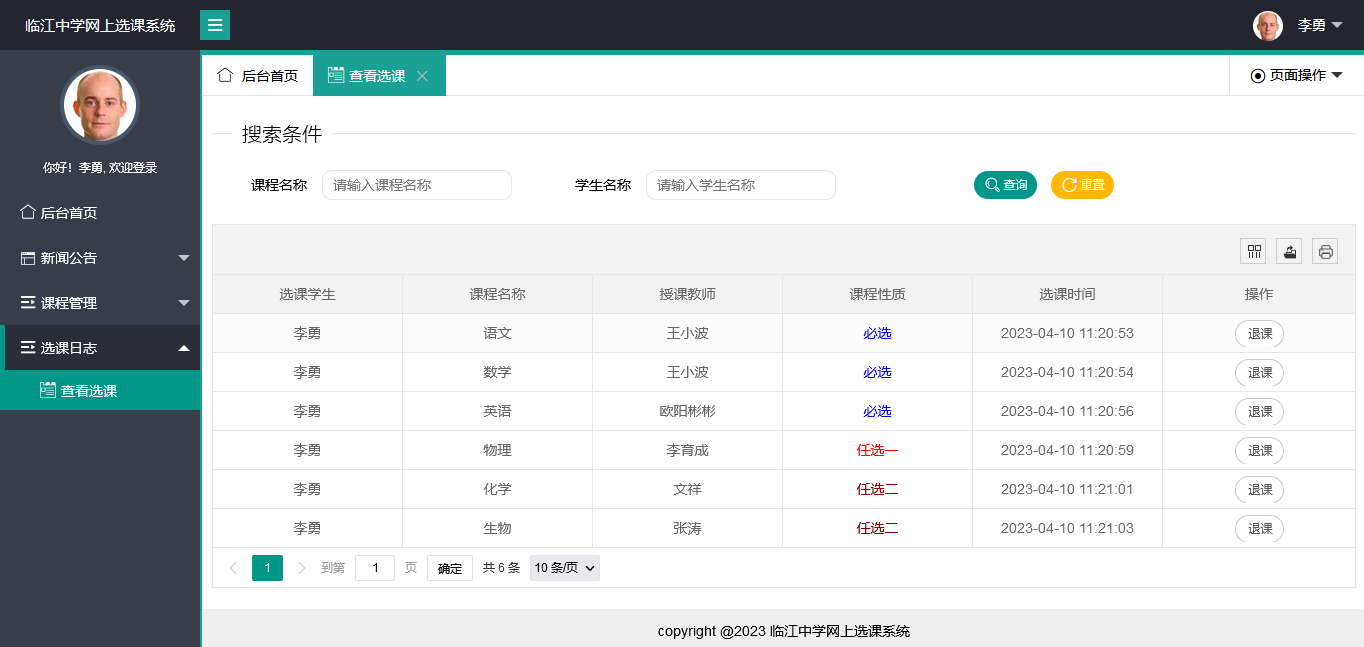 临江中学网上选课系统
李勇
你好！李勇, 欢迎登录
后台首页
新闻公告
课程管理
选课日志
查看选课
后台首页 查看选课 页面操作
搜索条件
课程名称 请输入课程名称 学生名称 请输入学生名称 查询 重置
选课学生 课程名称 授课教师 课程性质 选课时间 操作
李勇 语文 王小波 必选 2023-04-10 11:20:53 退课
李勇 数学 王小波 必选 2023-04-10 11:20:54 退课
李勇 英语 欧阳彬彬 必选 2023-04-10 11:20:56 退课
李勇 物理 李育成 任选一 2023-04-10 11:20:59 退课
李勇 化学 文祥 任选二 2023-04-10 11:21:01 退课
李勇 生物 张涛 任选二 2023-04-10 11:21:03 退课
1 到第 1 页 确定 共 6 条 10 条/页
copyright @2023 临江中学网上选课系统